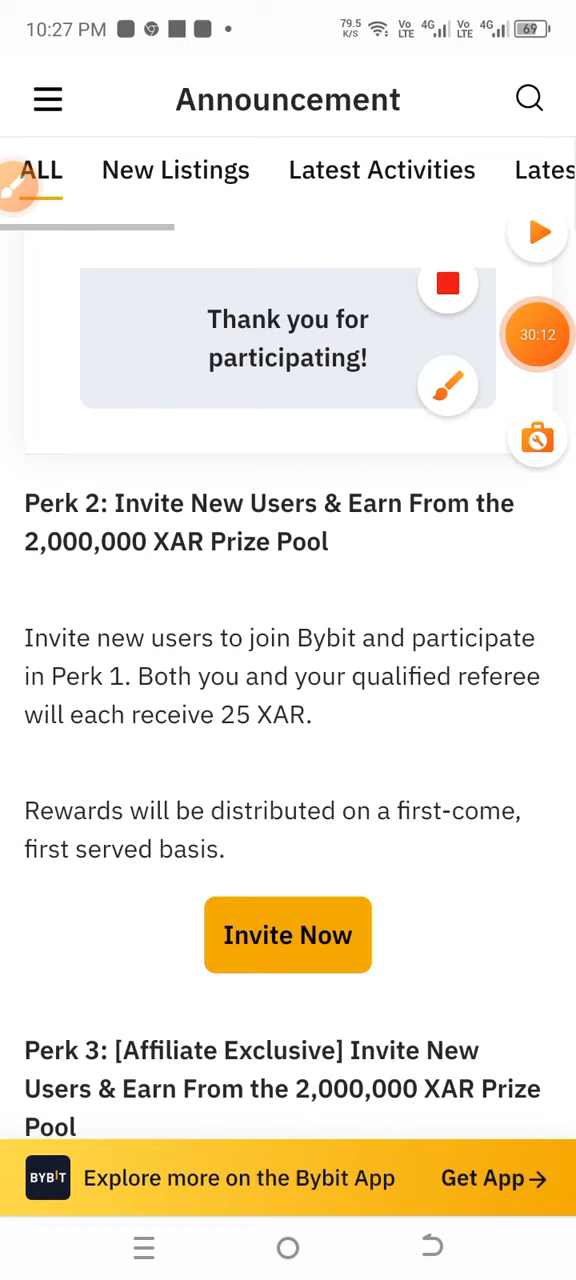 10:27 PM
79.5 K/S
Vo LTE 4G Vo LTE 4G 69
Announcement
ALL New Listings Latest Activities Lates
Thank you for
participating!
30:12
Perk 2: Invite New Users & Earn From the
2,000,000 XAR Prize Pool
Invite new users to join Bybit and participate
in Perk 1. Both you and your qualified referee
will each receive 25 XAR.
Rewards will be distributed on a first-come,
first served basis.
Invite Now
Perk 3: [Affiliate Exclusive] Invite New
Users & Earn From the 2,000,000 XAR Prize
Pool
BYBIT Explore more on the Bybit App Get App→